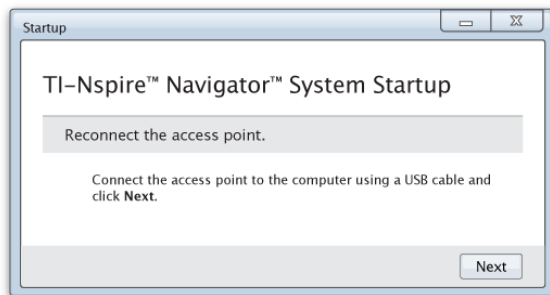 Startup
TI-Nspire™ Navigator™ System Startup
Reconnect the access point.
Connect the access point to the computer using a USB cable and
click Next.
Next